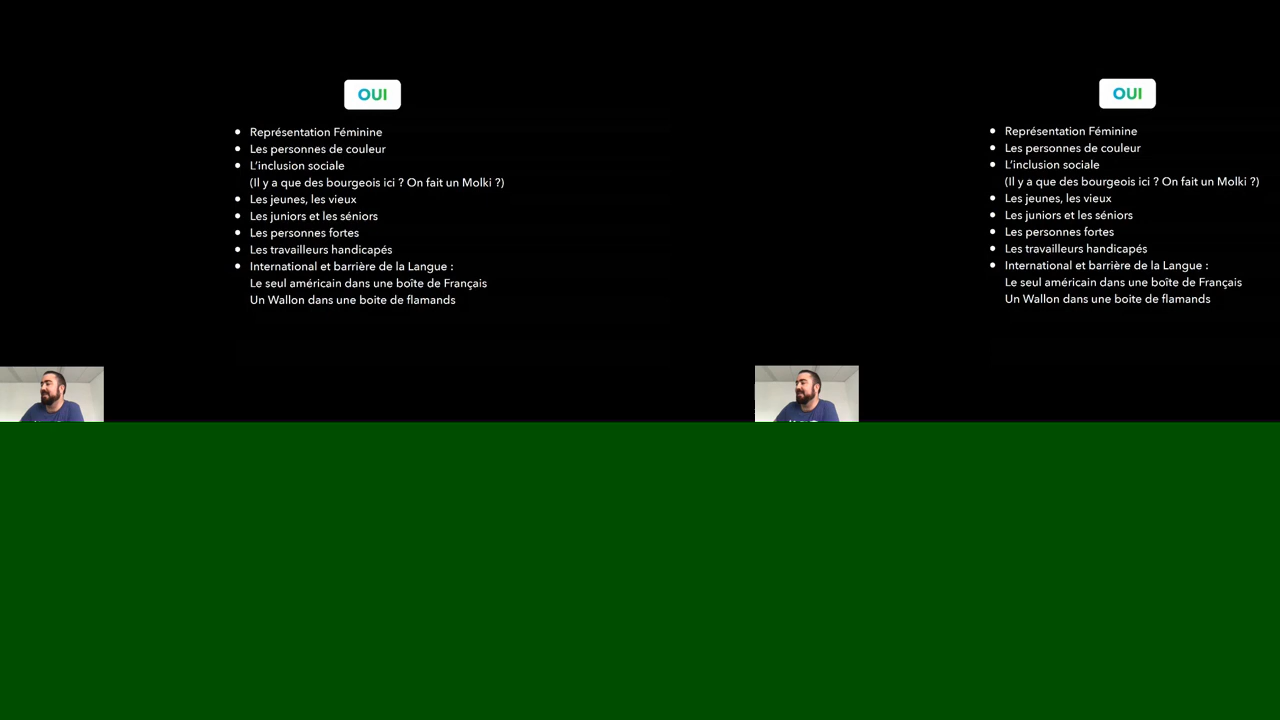 OUI
• Représentation Féminine
• Les personnes de couleur
• L'inclusion sociale
(Il y a que des bourgeois ici ? On fait un Molki ?)
• Les jeunes, les vieux
• Les juniors et les séniors
• Les personnes fortes
• Les travailleurs handicapés
• International et barrière de la Langue :
Le seul américain dans une boîte de Français
Un Wallon dans une boite de flamands
OUI
• Représentation Féminine
• Les personnes de couleur
• L'inclusion sociale
(Il y a que des bourgeois ici ? On fait un Molki ?)
• Les jeunes, les vieux
• Les juniors et les séniors
• Les personnes fortes
• Les travailleurs handicapés
• International et barrière de la Langue :
Le seul américain dans une boîte de Français
Un Wallon dans une boite de flamands